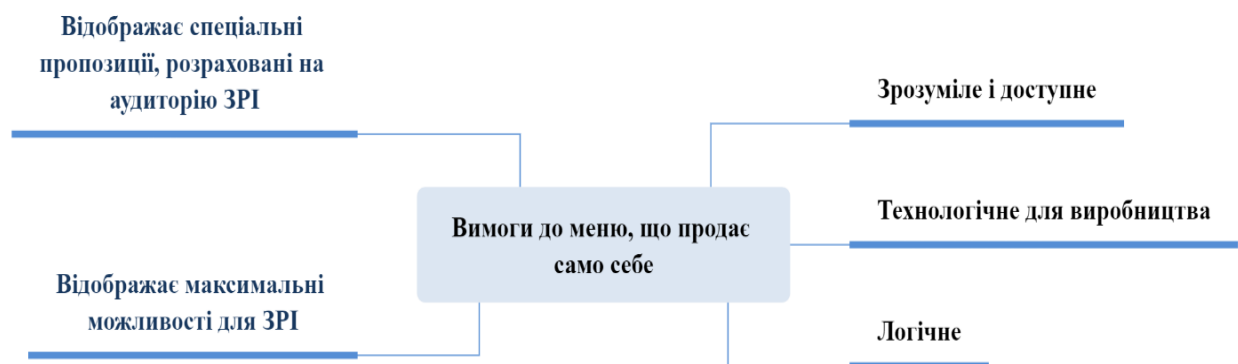 Відображає спеціальні
пропозиції, розраховані на
аудиторію ЗРІ
Зрозуміле і доступне
Вимоги до меню, що продає
само себе
Технологічне для виробництва
Відображає максимальні
можливості для ЗРІ
Логічне